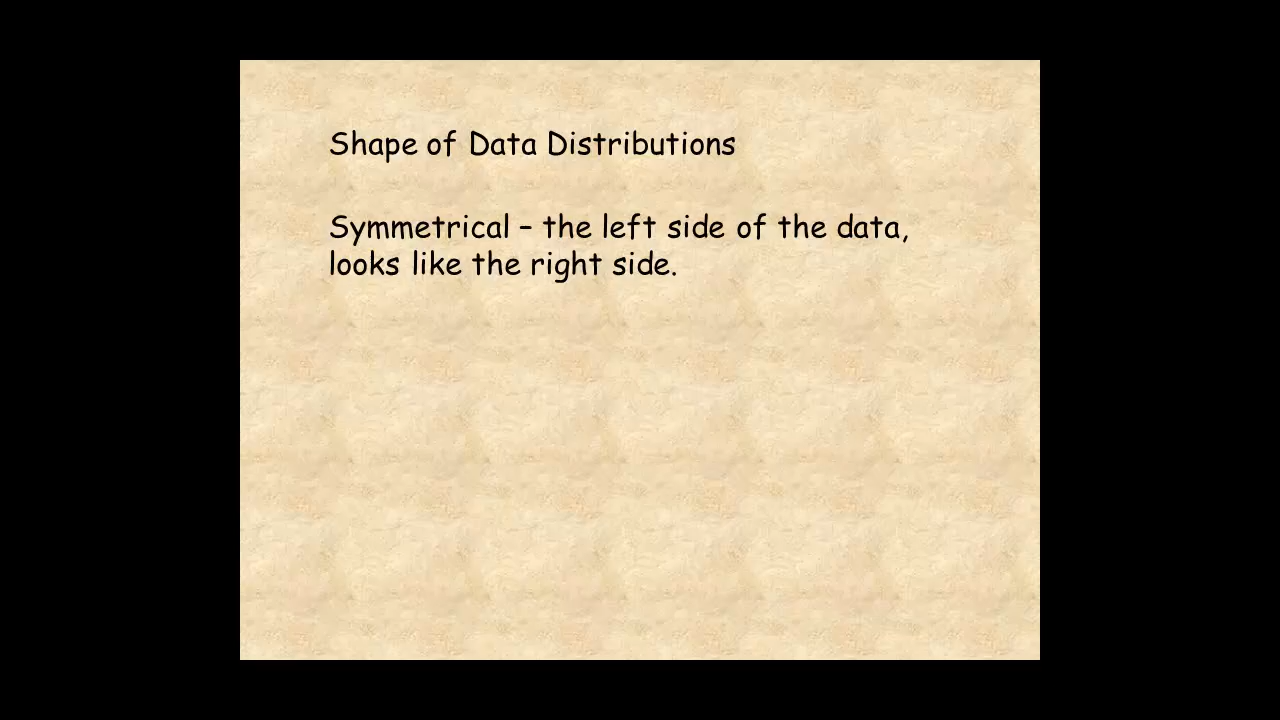 Shape of Data Distributions
Symmetrical – the left side of the data,
looks like the right side.